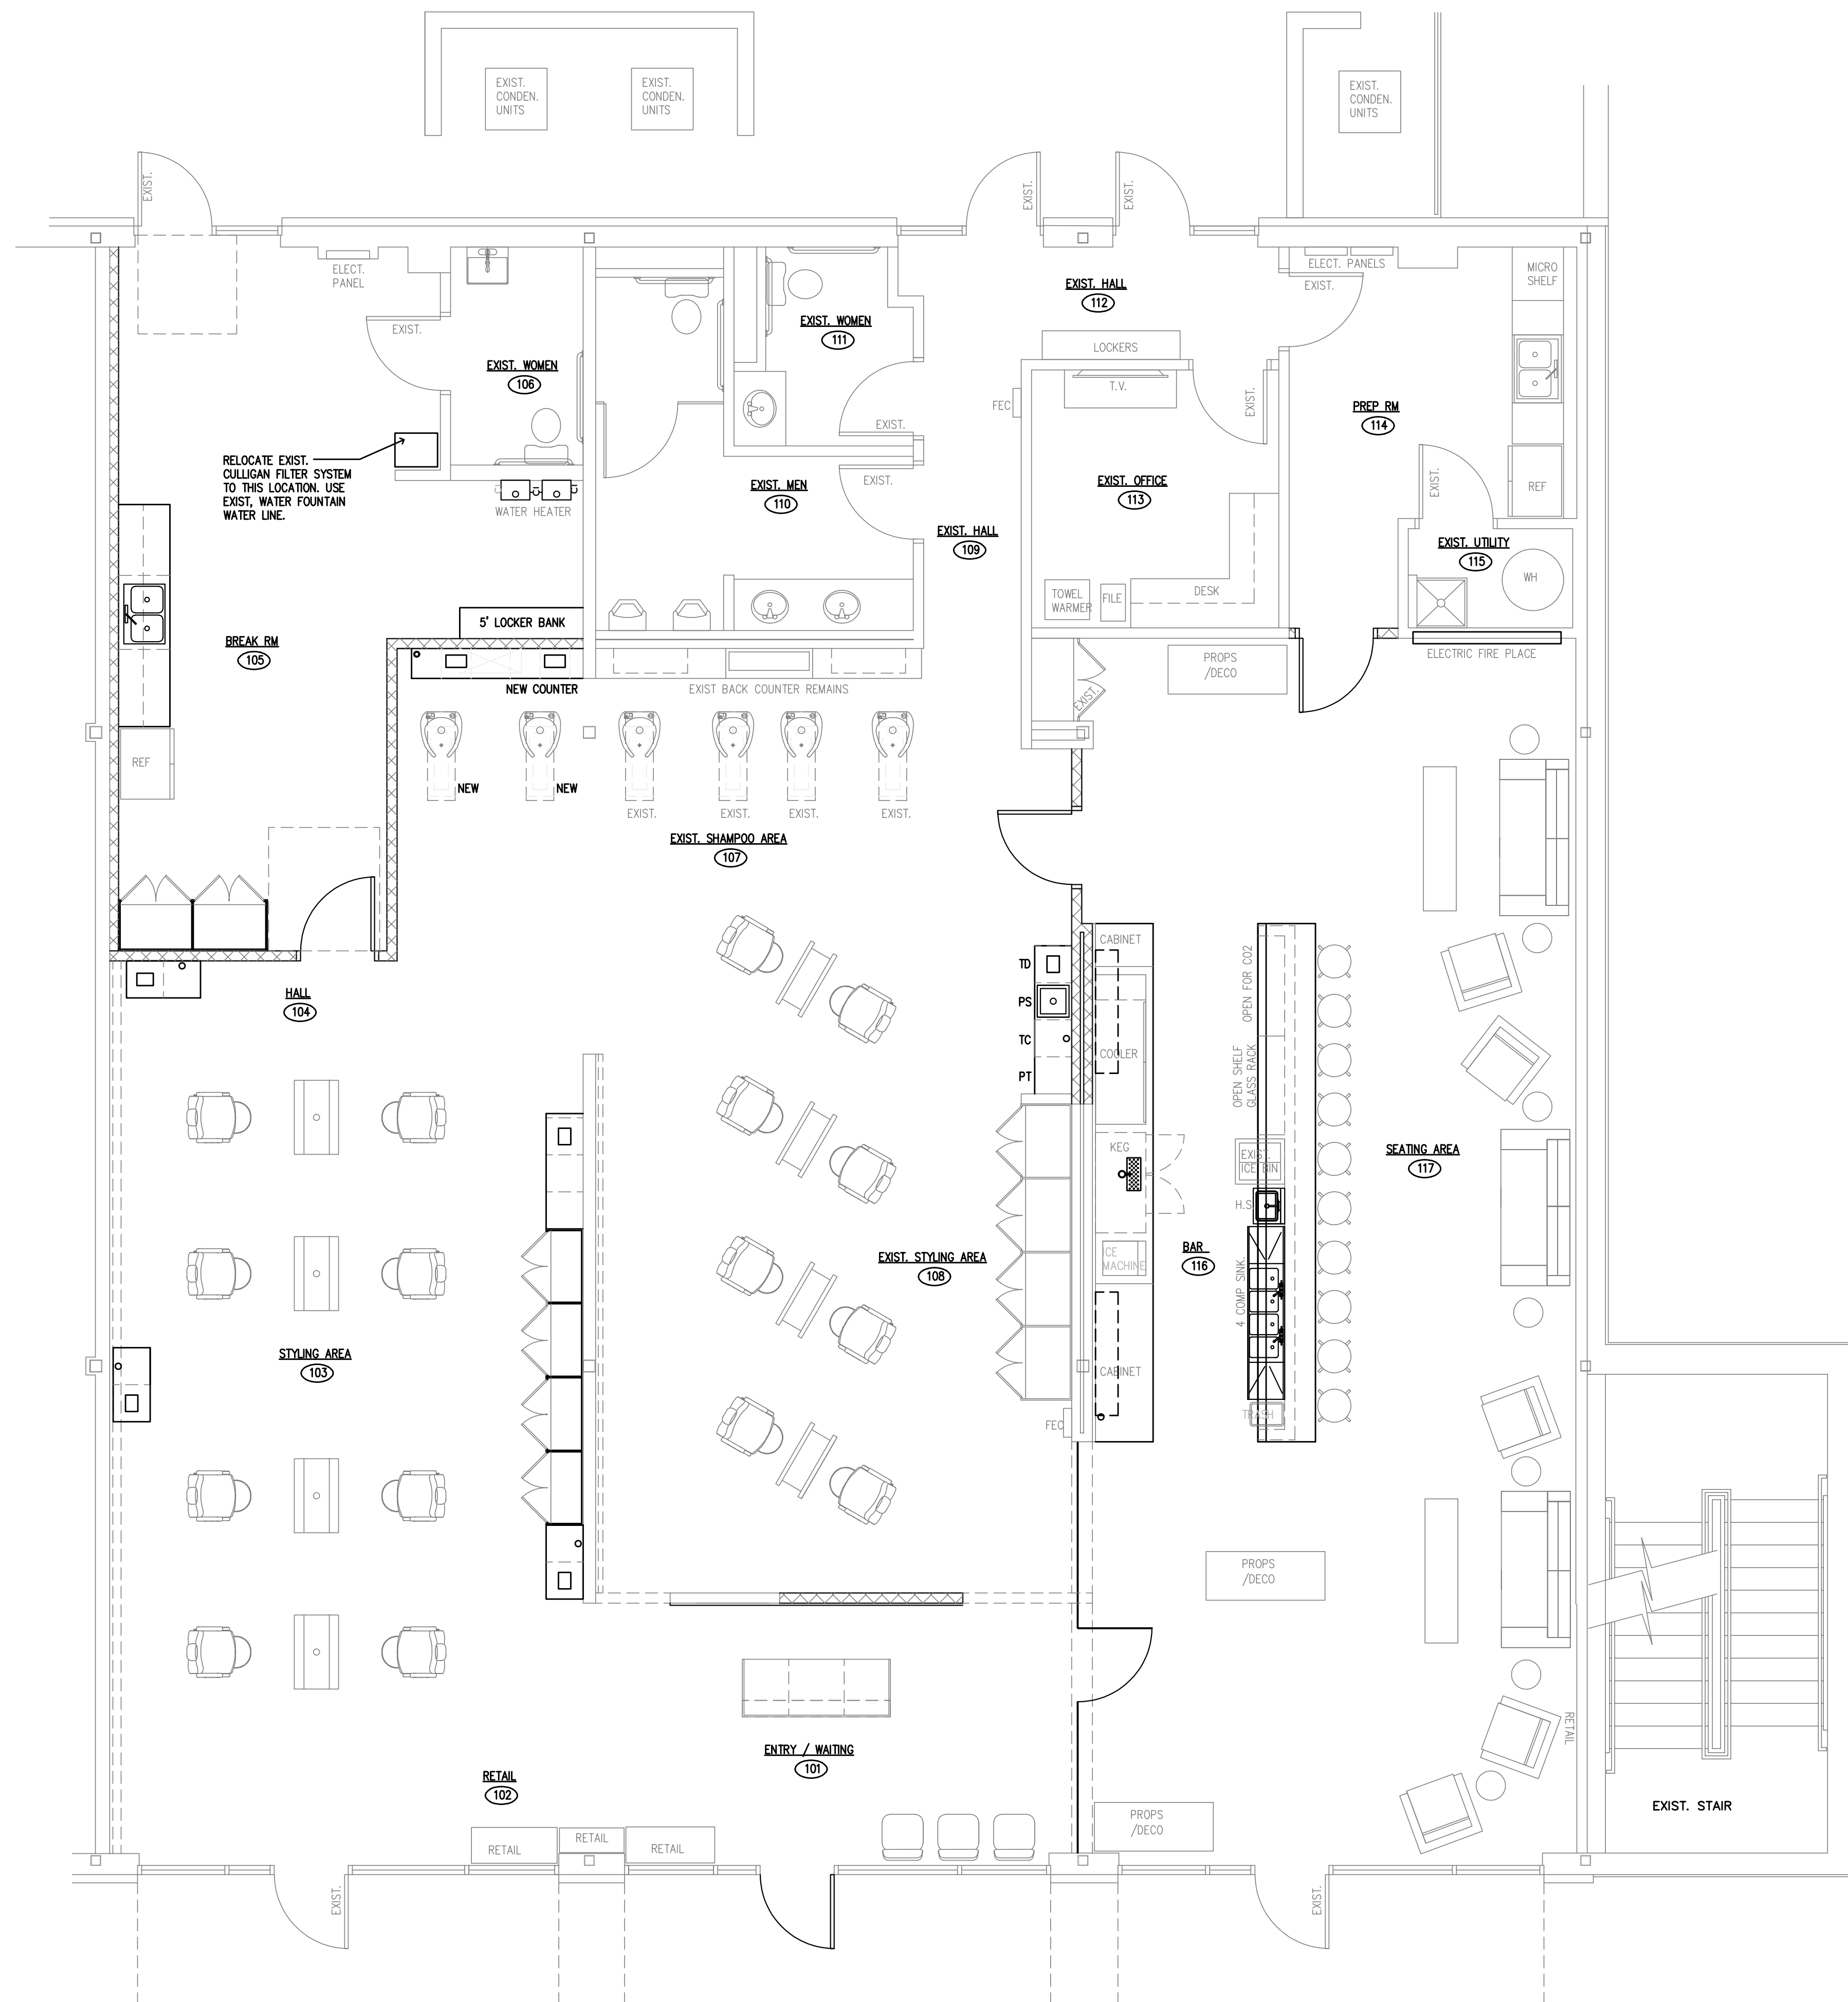 EXIST.
CONDEN.
UNITS
EXIST.
CONDEN.
UNITS
EXIST.
CONDEN.
UNITS
EXIST.
EXIST.
EXIST.
ELECT.
PANEL
EXIST.
EXIST. WOMEN
106
EXIST. WOMEN
111
EXIST. HALL
112
LOCKERS
ELECT. PANELS
EXIST.
MICRO
SHELF
T.V.
FEC
EXIST.
PREP RM
114
EXIST.
RELOCATE EXIST.
CULLIGAN FILTER SYSTEM
TO THIS LOCATION. USE
EXIST, WATER FOUNTAIN
WATER LINE.
WATER HEATER
EXIST. MEN
110
EXIST.
EXIST. OFFICE
113
EXIST.
REF
EXIST. HALL
109
EXIST. UTILITY
115
WH
TOWEL
WARMER
FILE
DESK
5' LOCKER BANK
BREAK RM
105
NEW COUNTER
EXIST BACK COUNTER REMAINS
EXIST.
PROPS
/DECO
ELECTRIC FIRE PLACE
REF
NEW
NEW
EXIST.
EXIST.
EXIST.
EXIST.
EXIST. SHAMPOO AREA
107
HALL
104
TD
PS
TC
PT
CABINET
COOLER
OPEN FOR CO2
OPEN SHELF
GLASS RACK
KEG
EXIST.
ICE BIN
H.S.
SEATING AREA
117
EXIST. STYLING AREA
108
ICE
MACHINE
BAR
116
4 COMP SINK.
STYLING AREA
103
CABINET
TRASH
FEC
PROPS
/DECO
ENTRY / WAITING
101
RETAIL
102
RETAIL
EXIST. STAIR
PROPS
/DECO
RETAIL
RETAIL
RETAIL
EXIST.
EXIST.